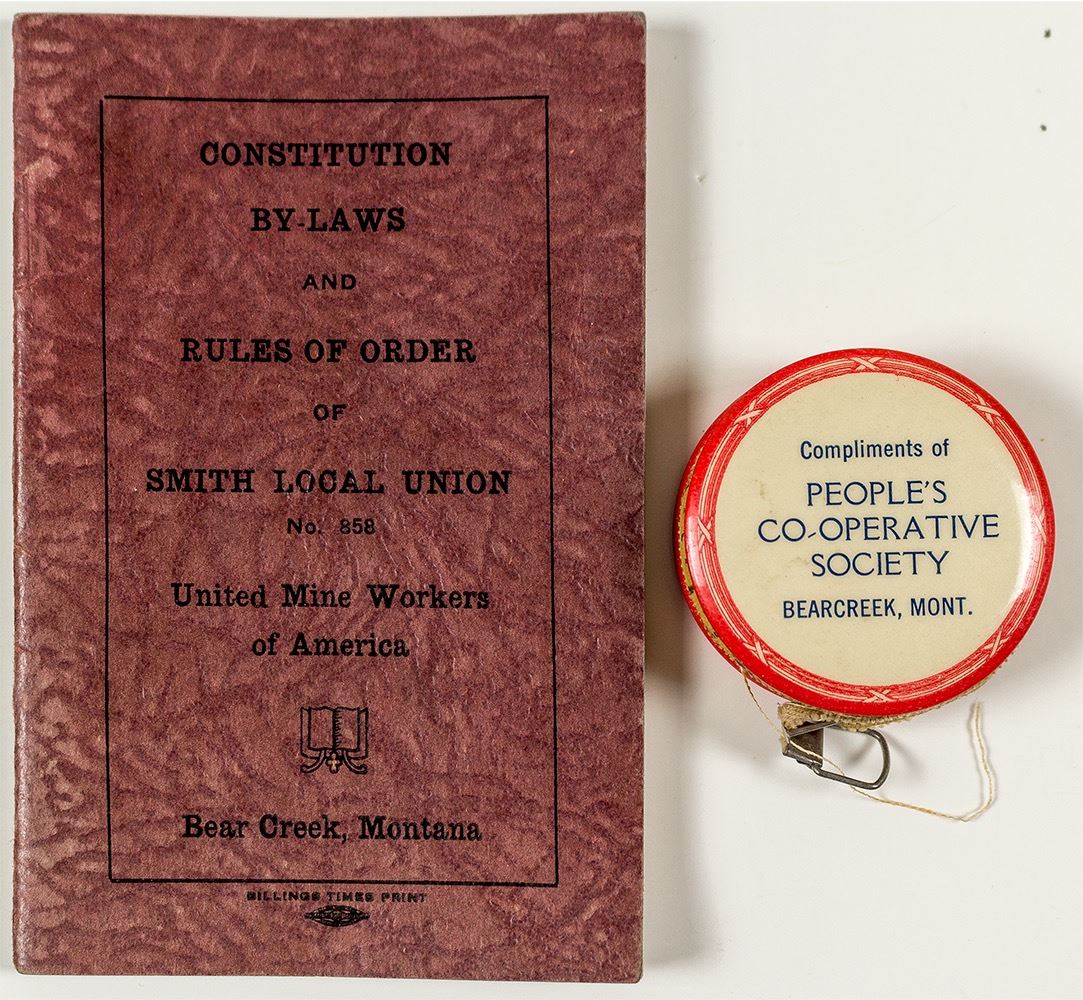 CONSTITUTION
BY-LAWS
AND
RULES OF ORDER
OF
SMITH LOCAL UNION
No. 858
United Mine Workers
of America
Bear Creek, Montana
BILLINGS TIMES PRINT
Compliments of
PEOPLE'S
CO-OPERATIVE
SOCIETY
BEARCREEK, MONT.